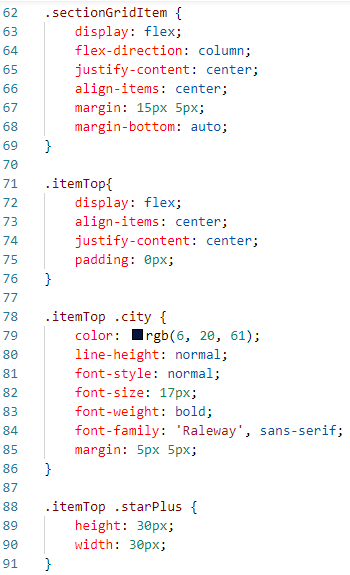 62 .sectionGridItem {
63     display: flex;
64     flex-direction: column;
65     justify-content: center;
66     align-items: center;
67     margin: 15px 5px;
68     margin-bottom: auto;
69 }
70
71 .itemTop{
72     display: flex;
73     align-items: center;
74     justify-content: center;
75     padding: 0px;
76 }
77
78 .itemTop .city {
79     color: rgb(6, 20, 61);
80     line-height: normal;
81     font-style: normal;
82     font-size: 17px;
83     font-weight: bold;
84     font-family: 'Raleway', sans-serif;
85     margin: 5px 5px;
86 }
87
88 .itemTop .starPlus {
89     height: 30px;
90     width: 30px;
91 }